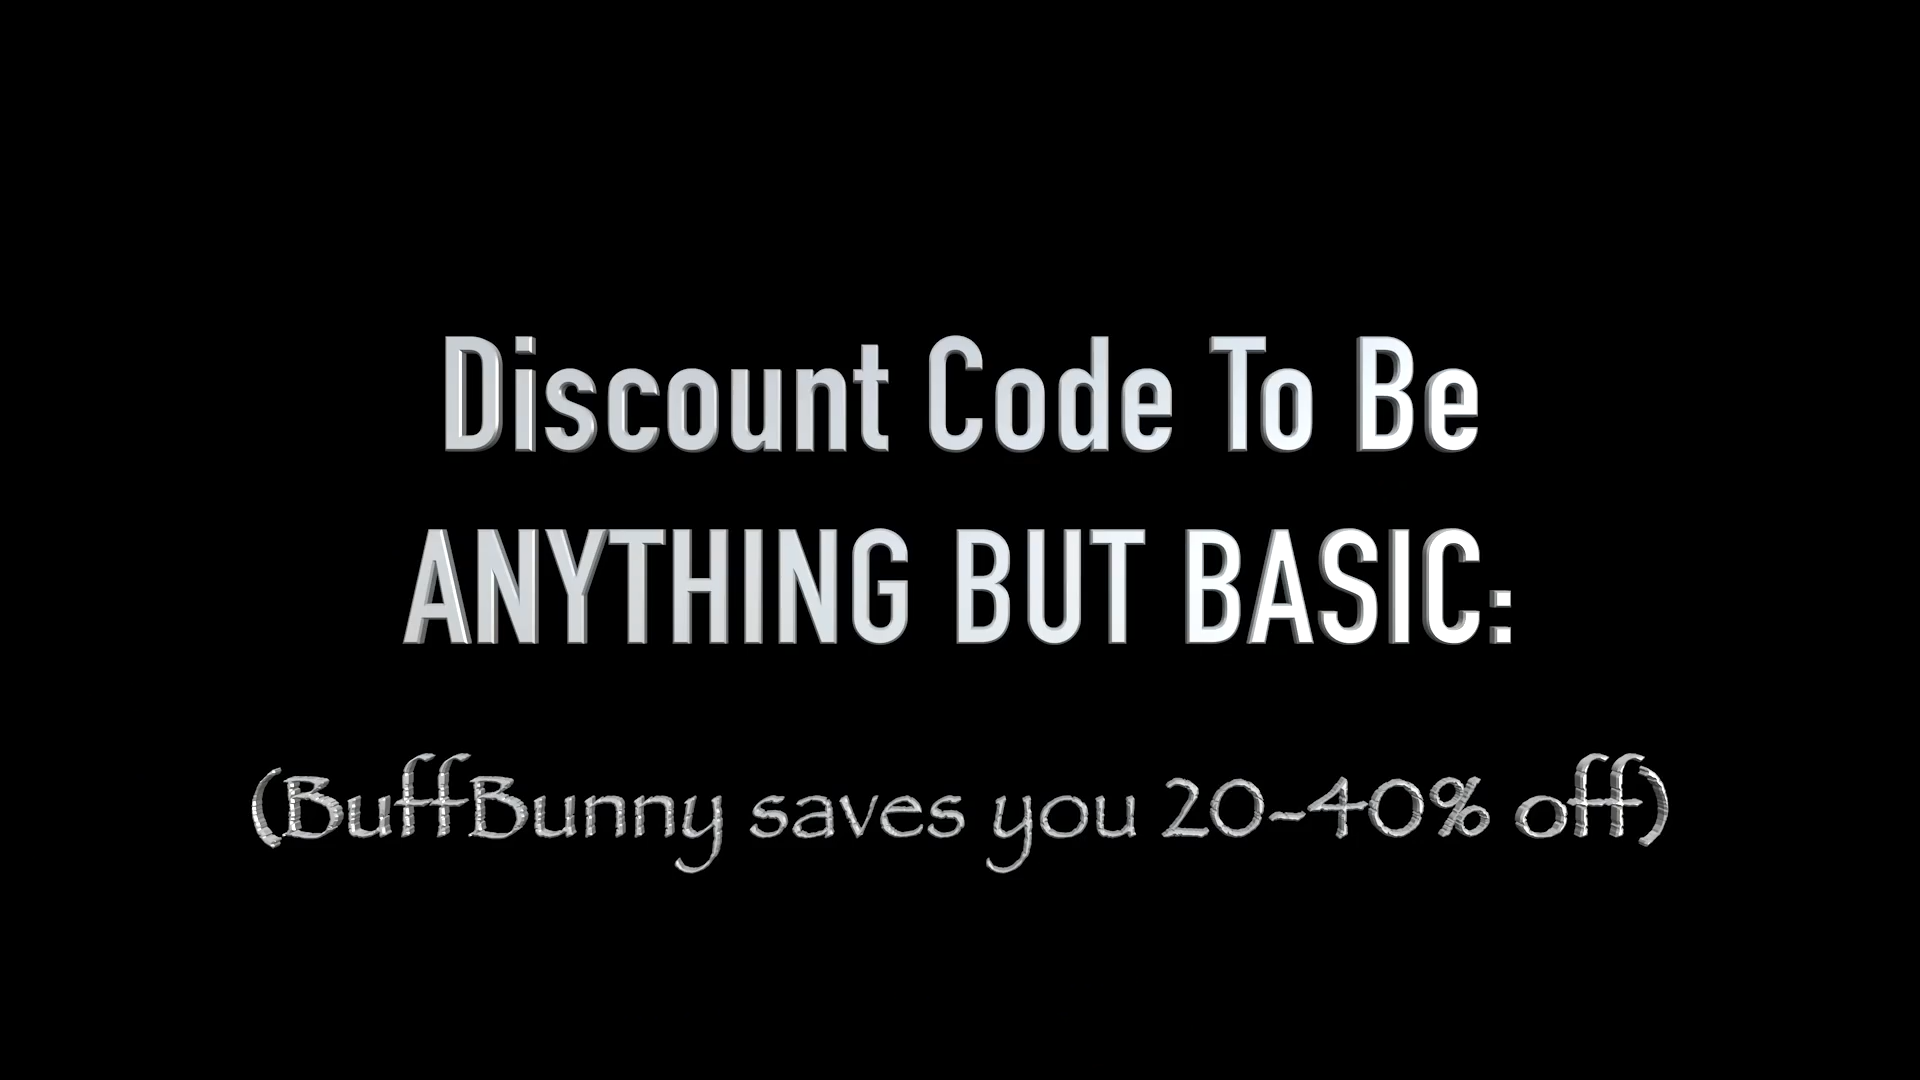 Discount Code To Be
ANYTHING BUT BASIC:
(BuffBunny saves you 20-40% off)